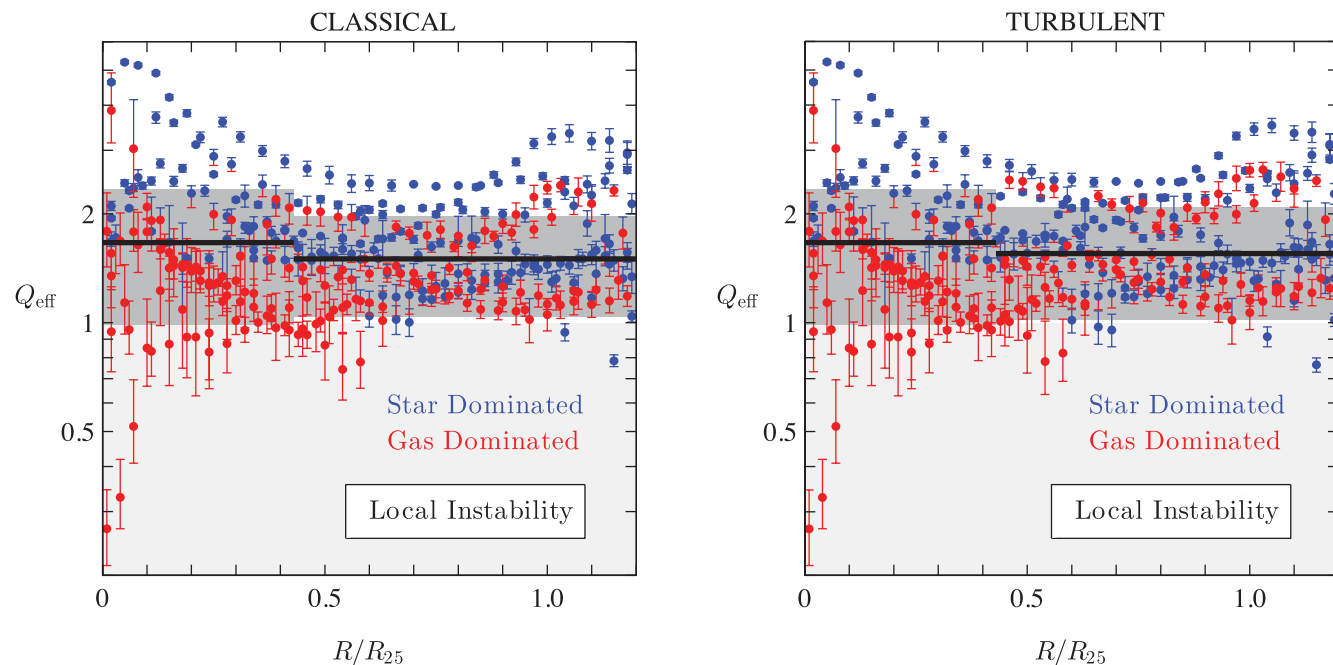 CLASSICAL
2
1
0.5
Q_eff
Star Dominated
Gas Dominated
Local Instability
0
0.5
1.0
R/R_25
TURBULENT
2
1
0.5
Q_eff
Star Dominated
Gas Dominated
Local Instability
0
0.5
1.0
R/R_25